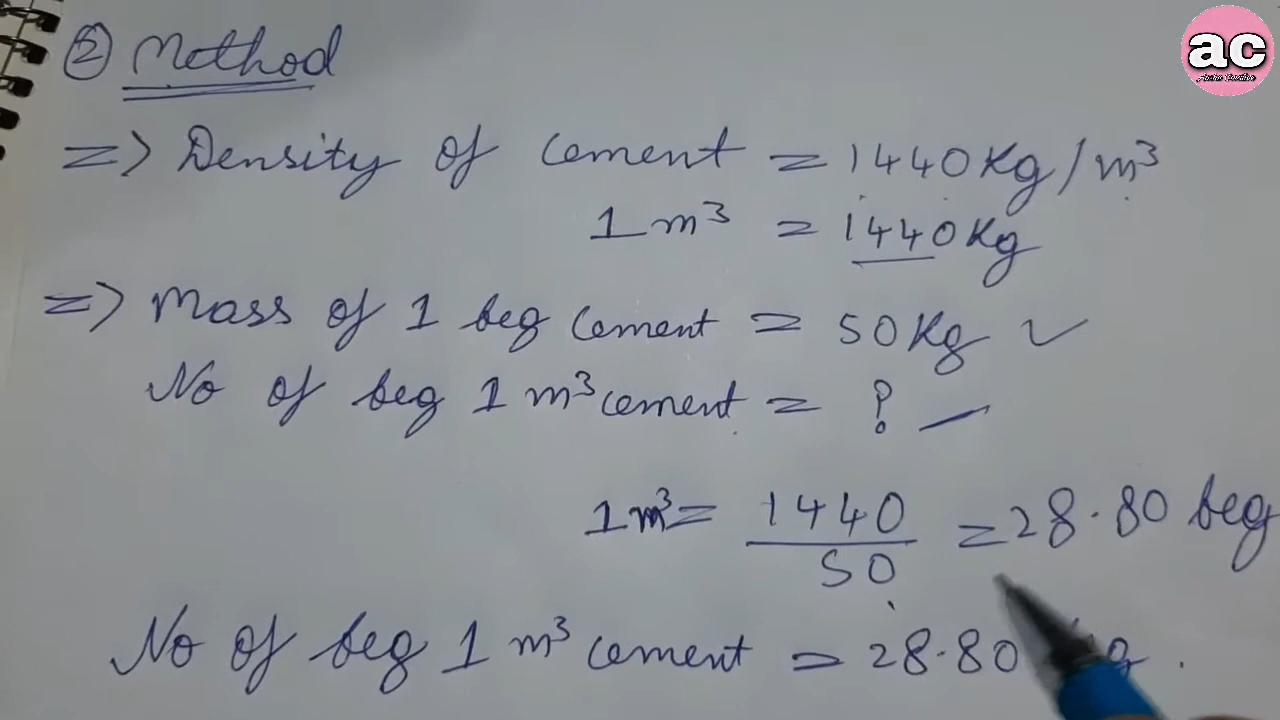 ac
② Method
=> Density of cement = 1440 Kg/m³
1 m³ = 1440 Kg
=> Mass of 1 beg cement = 50 Kg ✓
No of beg 1 m³ cement = ?
1 m³ = 1440/50 = 28.80 beg
No of beg 1 m³ cement = 28.80